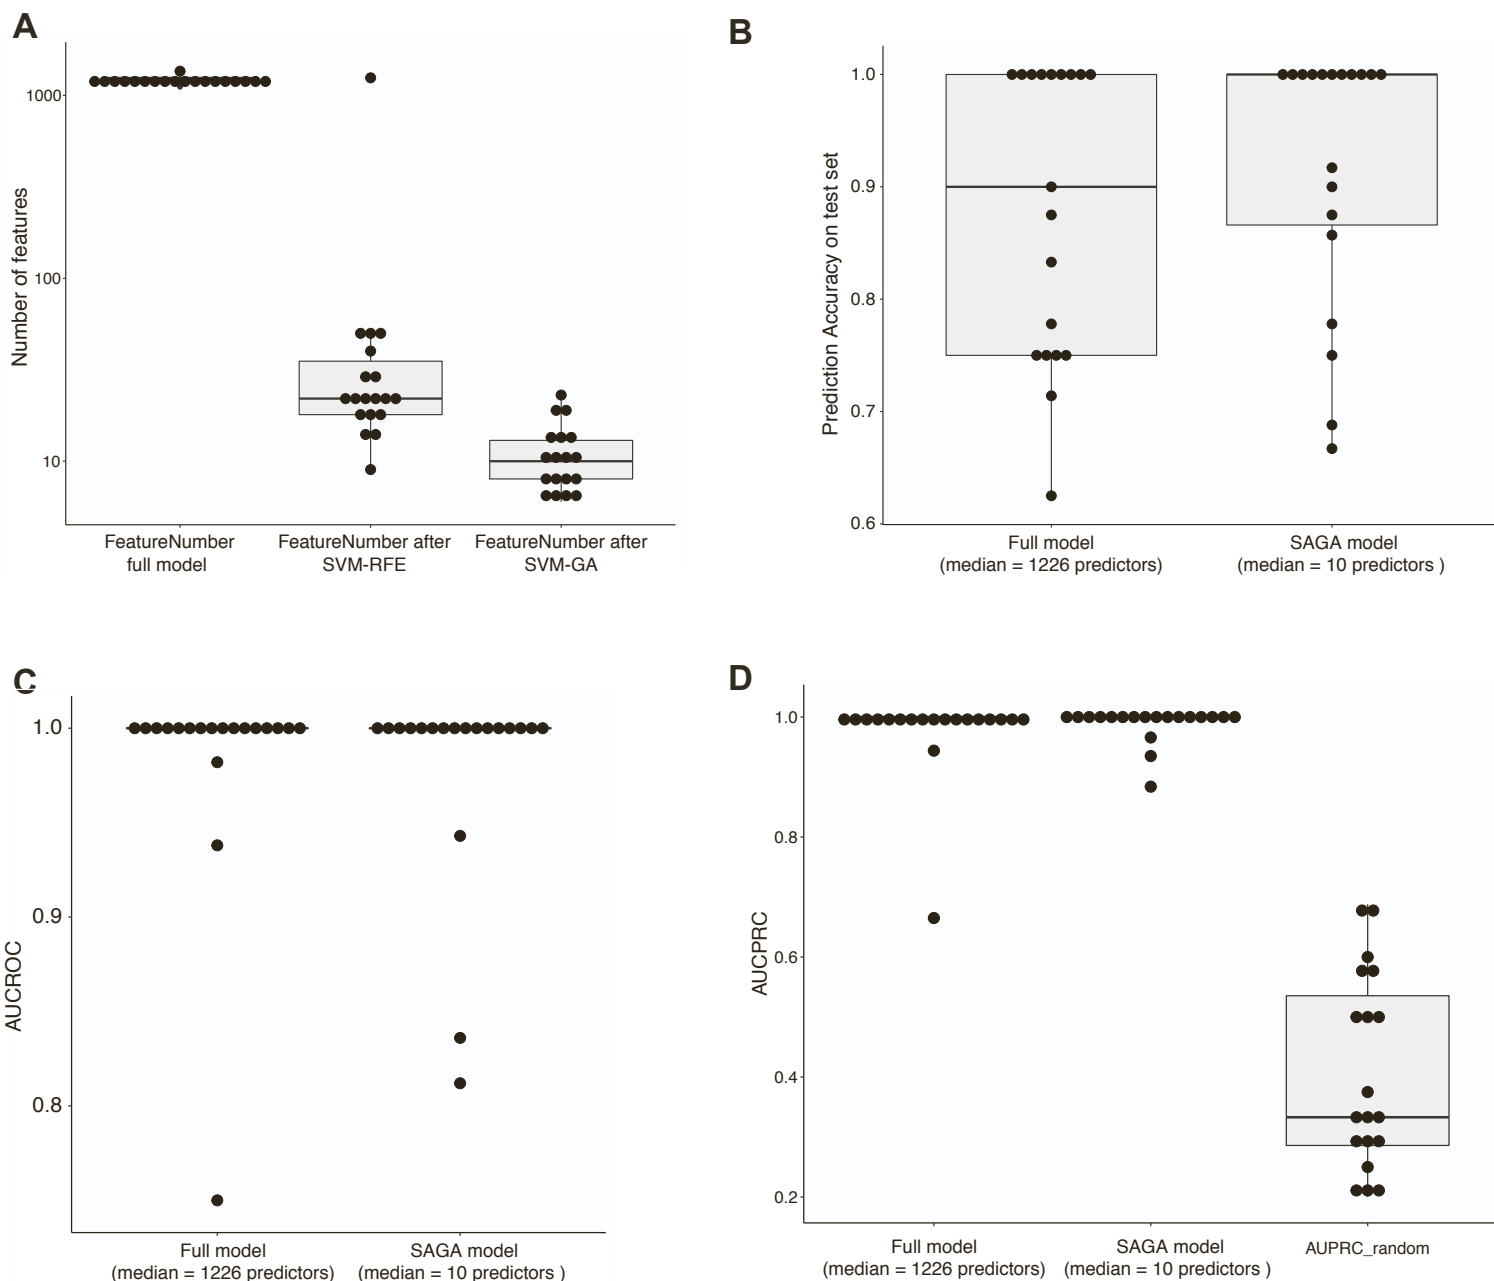 A
Number of features
1000
100
10
FeatureNumber
full model
FeatureNumber after
SVM-RFE
FeatureNumber after
SVM-GA
B
Prediction Accuracy on test set
1.0
0.9
0.8
0.7
0.6
Full model
(median = 1226 predictors)
SAGA model
(median = 10 predictors )
C
AUCROC
1.0
0.9
0.8
Full model
(median = 1226 predictors)
SAGA model
(median = 10 predictors )
D
AUCPRC
1.0
0.8
0.6
0.4
0.2
Full model
(median = 1226 predictors)
SAGA model
(median = 10 predictors )
AUPRC_random